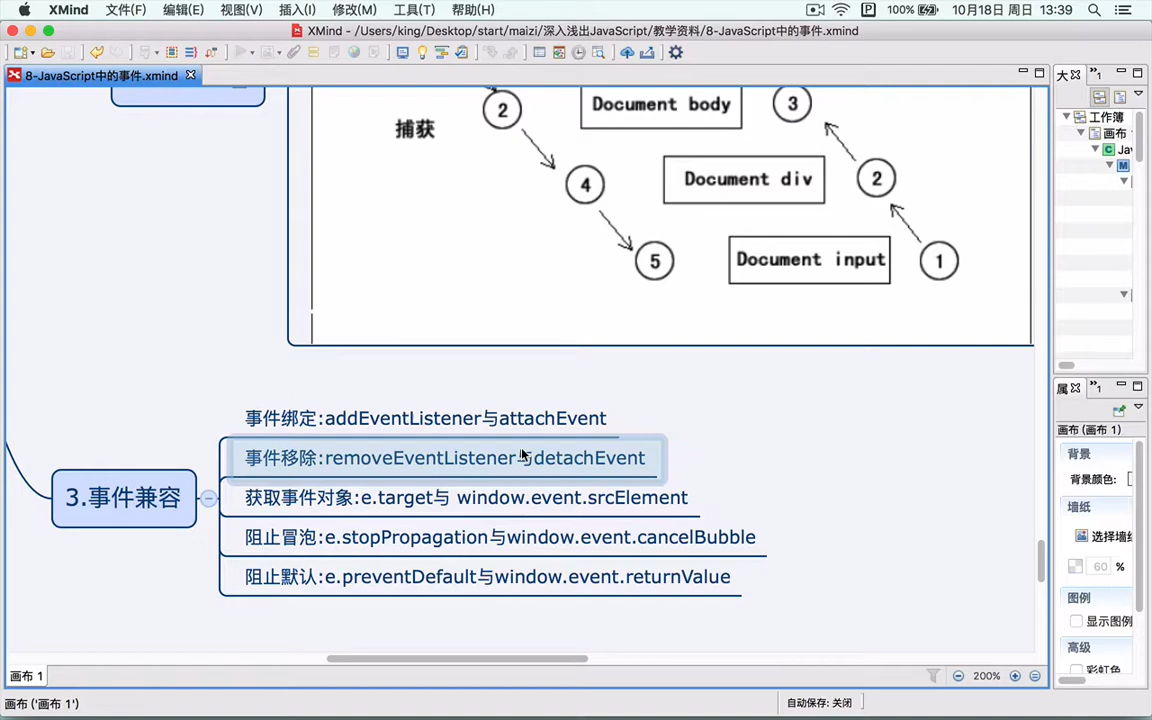 XMind 文件(F) 编辑(E) 视图(V) 插入(I) 修改(M) 工具(T) 帮助(H) P 100% 10月18日 周日 13:39
XMind - /Users/king/Desktop/start/maizi/深入浅出JavaScript/教学资料/8-JavaScript中的事件.xmind
8-JavaScript中的事件.xmind
大
»1
工作簿
画布
C Jav
M
捕获
2
Document body
3
4
Document div
2
5
Document input
1
事件绑定:addEventListener与attachEvent
事件移除:removeEventListener与detachEvent
3.事件兼容
获取事件对象:e.target与 window.event.srcElement
阻止冒泡:e.stopPropagation与window.event.cancelBubble
阻止默认:e.preventDefault与window.event.returnValue
属
»1
画布 (画布 1)
背景
背景颜色:
墙纸
选择墙纸
60 %
图例
显示图例
高级
彩虹色
画布 1
200%
画布 ('画布 1')
自动保存: 关闭